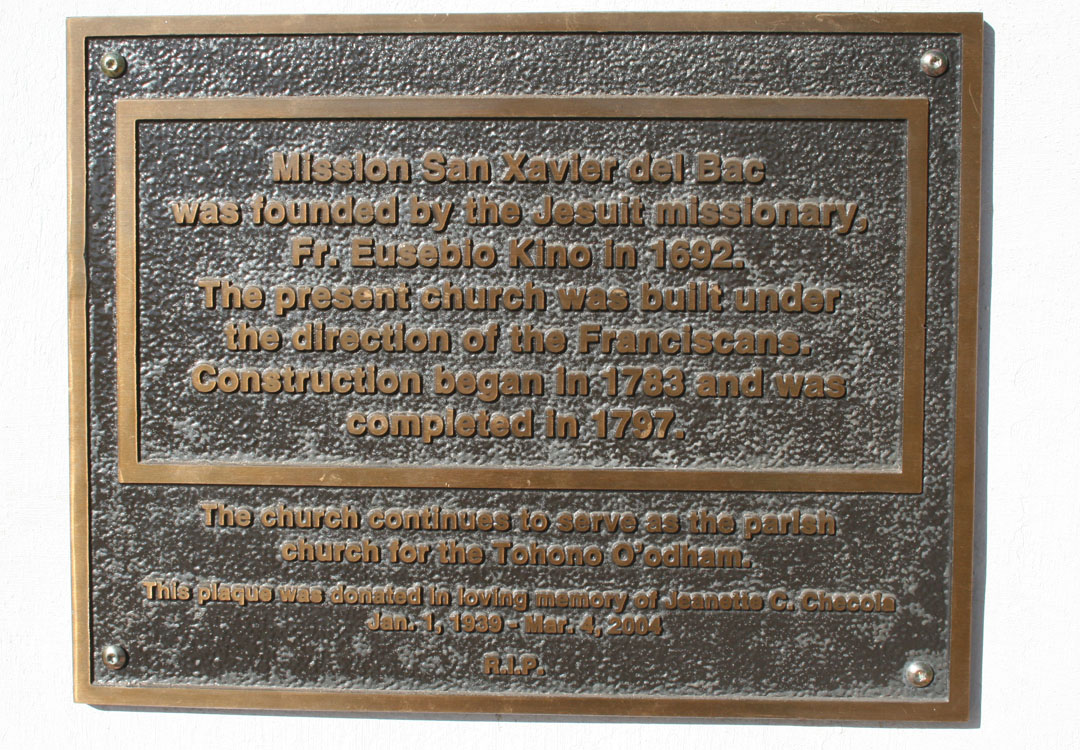 Mission San Xavier del Bac
was founded by the Jesuit missionary,
Fr. Eusebio Kino in 1692.
The present church was built under
the direction of the Franciscans.
Construction began in 1783 and was
completed in 1797.
The church continues to serve as the parish
church for the Tohono O'odham.
This plaque was donated in loving memory of Jeanette C. Checola
Jan. 1, 1939 - Mar. 4, 2004
R.I.P.